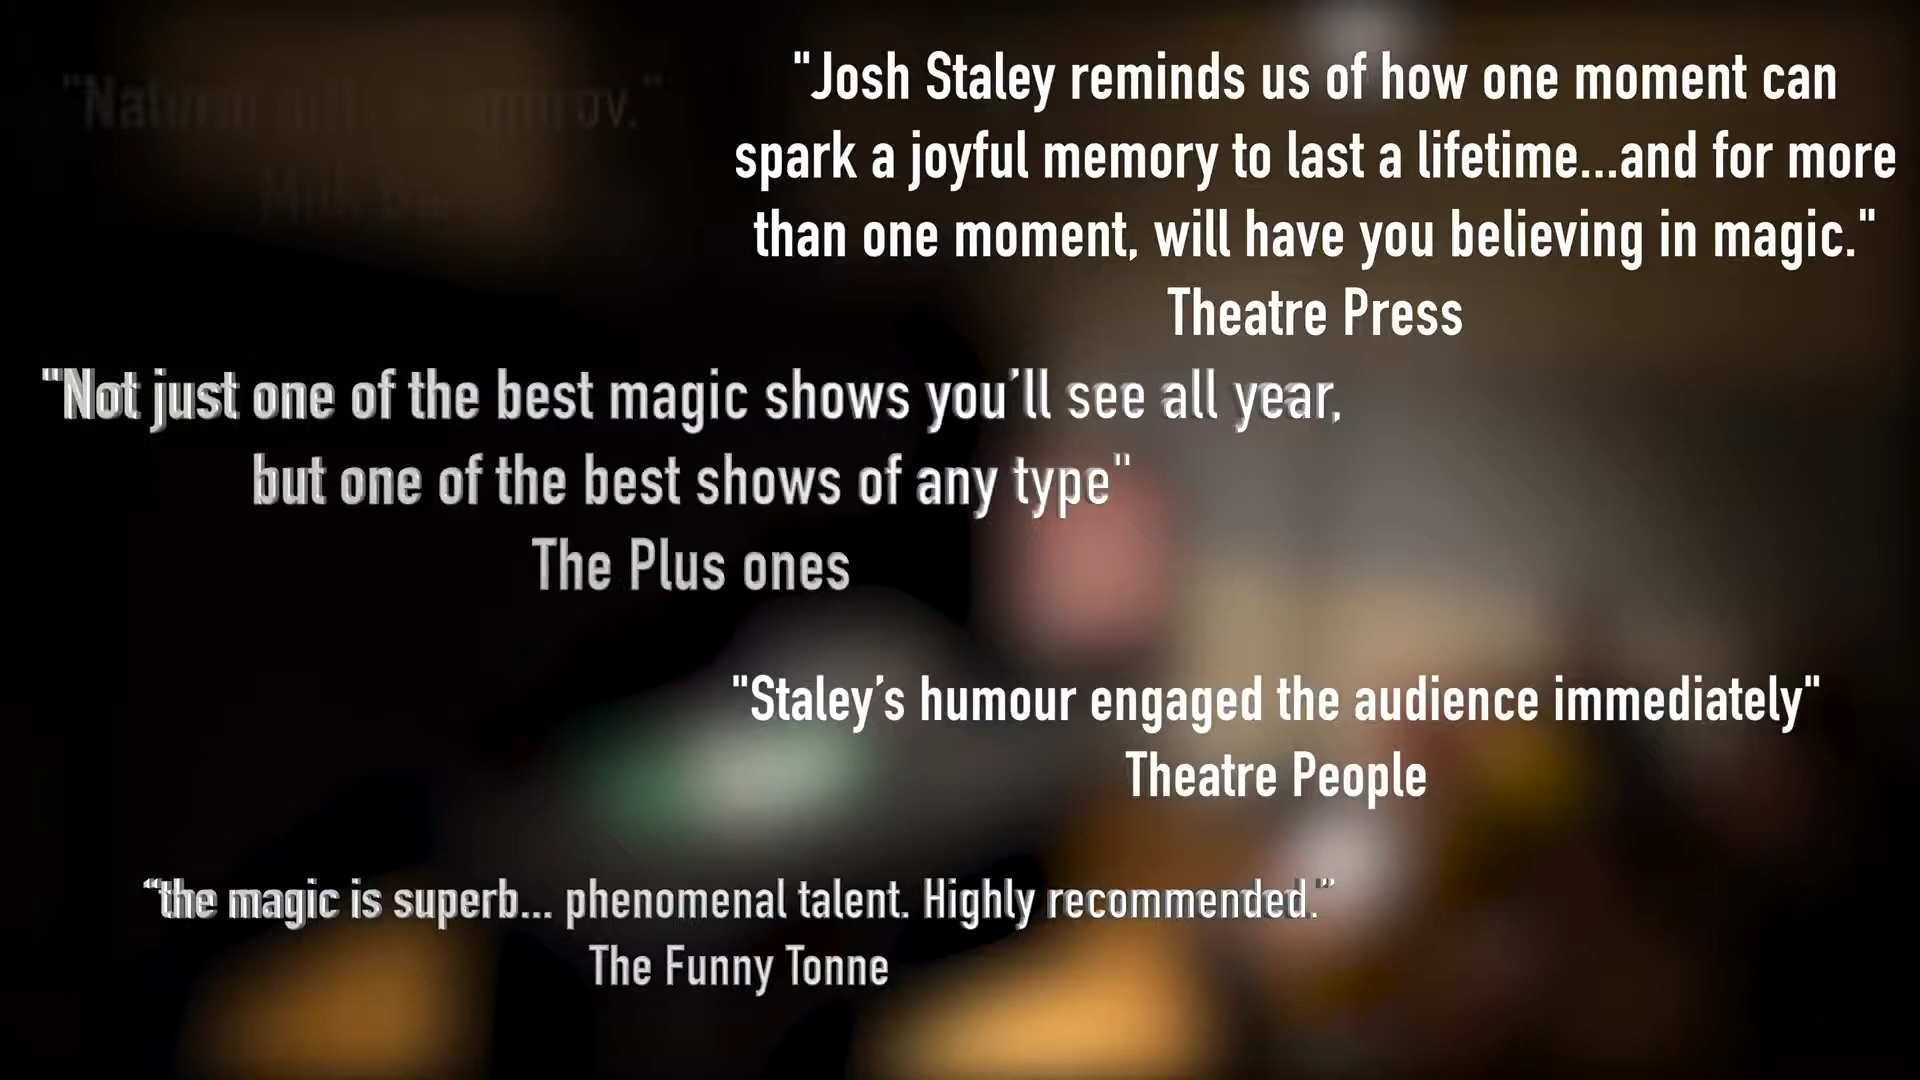 "Josh Staley reminds us of how one moment can
spark a joyful memory to last a lifetime...and for more
than one moment, will have you believing in magic."
Theatre Press
"Not just one of the best magic shows you’ll see all year,
but one of the best shows of any type"
The Plus ones
"Staley’s humour engaged the audience immediately"
Theatre People
“the magic is superb... phenomenal talent. Highly recommended.”
The Funny Tonne